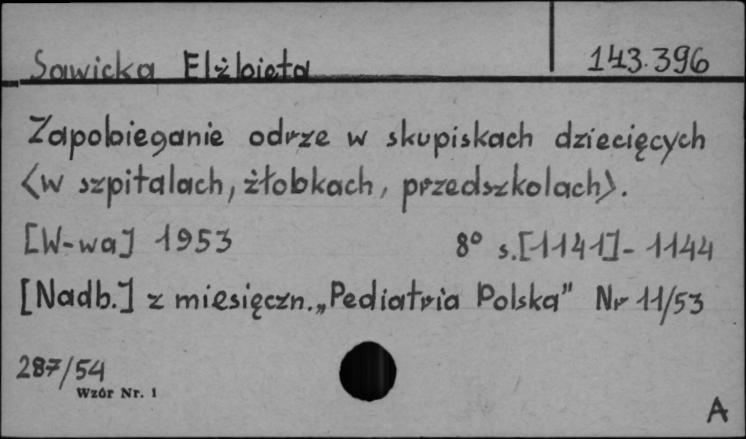 Sawicka Elżbieta 143.396
Zapobieganie odrze w skupiskach dziecięcych
<w szpitalach, żłobkach, przedszkolach>.
[W-wa] 1953 8° s.[1141]-1144
[Nadb.] z miesięczn. „Pediatria Polska" Nr 11/53
287/54
Wzór Nr. 1
A